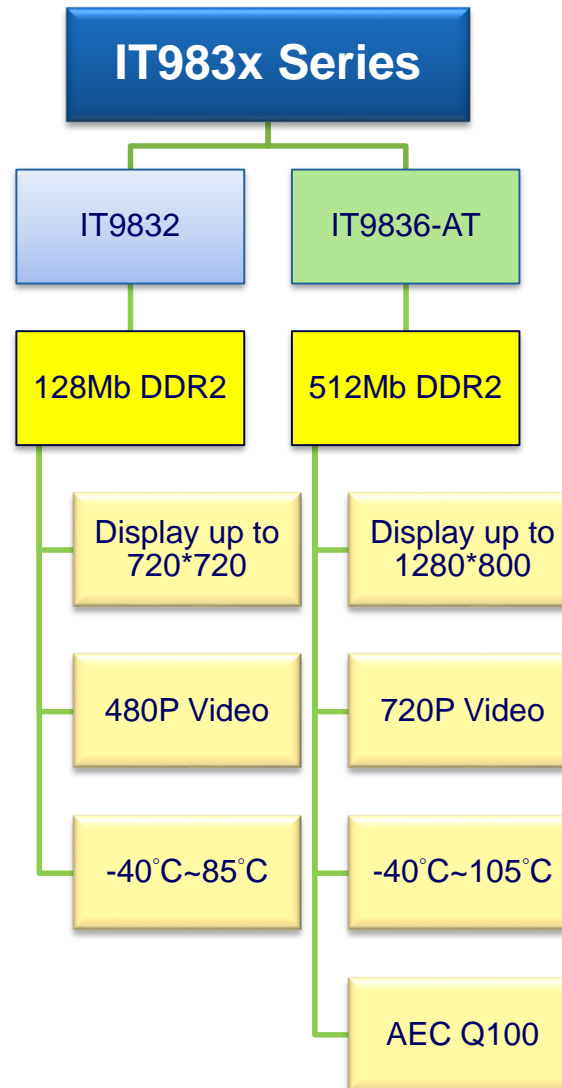 IT983x Series
IT9832
IT9836-AT
128Mb DDR2
512Mb DDR2
Display up to
720*720
Display up to
1280*800
480P Video
720P Video
-40°C~85°C
-40°C~105°C
AEC Q100